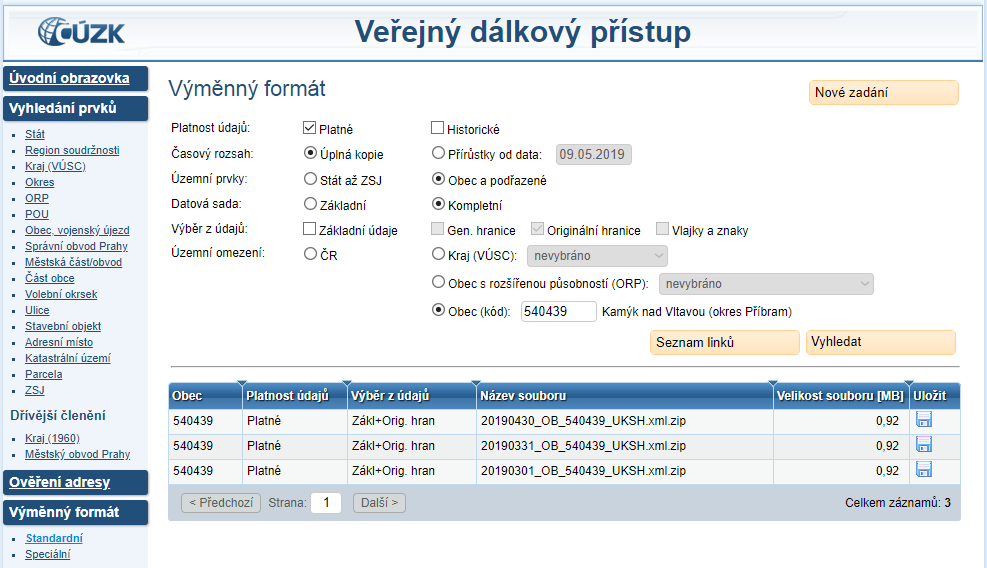 ČÚZK
Veřejný dálkový přístup
Úvodní obrazovka
Vyhledání prvků
Stát
Region soudržnosti
Kraj (VÚSC)
Okres
ORP
POU
Obec, vojenský újezd
Správní obvod Prahy
Městská část/obvod
Část obce
Volební okrsek
Ulice
Stavební objekt
Adresní místo
Katastrální území
Parcela
ZSJ
Dřívější členění
Kraj (1960)
Městský obvod Prahy
Ověření adresy
Výměnný formát
Standardní
Speciální
Výměnný formát
Nové zadání
Platnost údajů: Platné Historické
Časový rozsah: Úplná kopie Přírůstky od data: 09.05.2019
Územní prvky: Stát až ZSJ Obec a podřazené
Datová sada: Základní Kompletní
Výběr z údajů: Základní údaje Gen. hranice Originální hranice Vlajky a znaky
Územní omezení: ČR Kraj (VÚSC): nevybráno
Obec s rozšířenou působností (ORP): nevybráno
Obec (kód): 540439 Kamýk nad Vltavou (okres Příbram)
Seznam linků Vyhledat
Obec Platnost údajů Výběr z údajů Název souboru Velikost souboru [MB] Uložit
540439 Platné Zákl+Orig. hran 20190430_OB_540439_UKSH.xml.zip 0,92
540439 Platné Zákl+Orig. hran 20190331_OB_540439_UKSH.xml.zip 0,92
540439 Platné Zákl+Orig. hran 20190301_OB_540439_UKSH.xml.zip 0,92
< Předchozí Strana: 1 Další > Celkem záznamů: 3